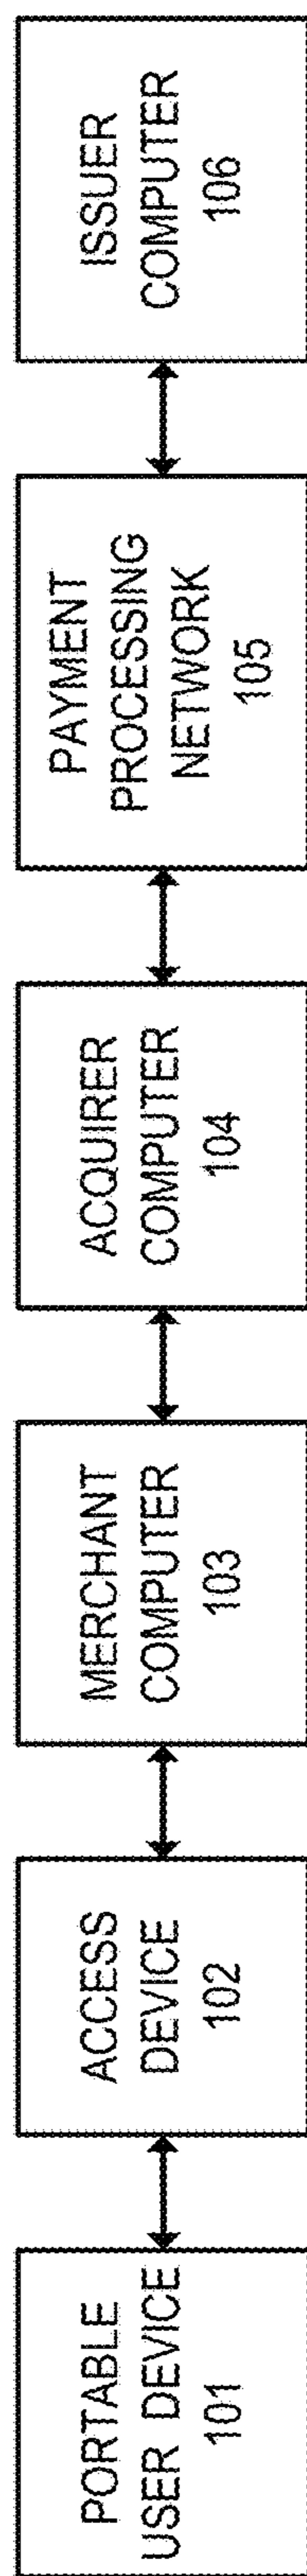 PORTABLE
USER DEVICE
101
ACCESS
DEVICE
102
MERCHANT
COMPUTER
103
ACQUIRER
COMPUTER
104
PAYMENT
PROCESSING
NETWORK
105
ISSUER
COMPUTER
106